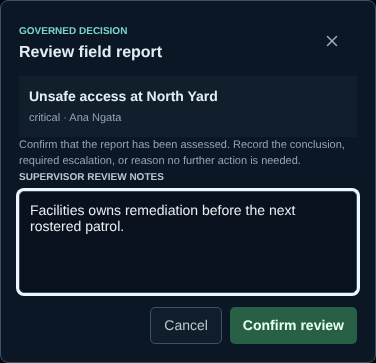 GOVERNED DECISION
Review field report
Unsafe access at North Yard
critical · Ana Ngata
Confirm that the report has been assessed. Record the conclusion,
required escalation, or reason no further action is needed.
SUPERVISOR REVIEW NOTES
Facilities owns remediation before the next
rostered patrol.
Cancel Confirm review